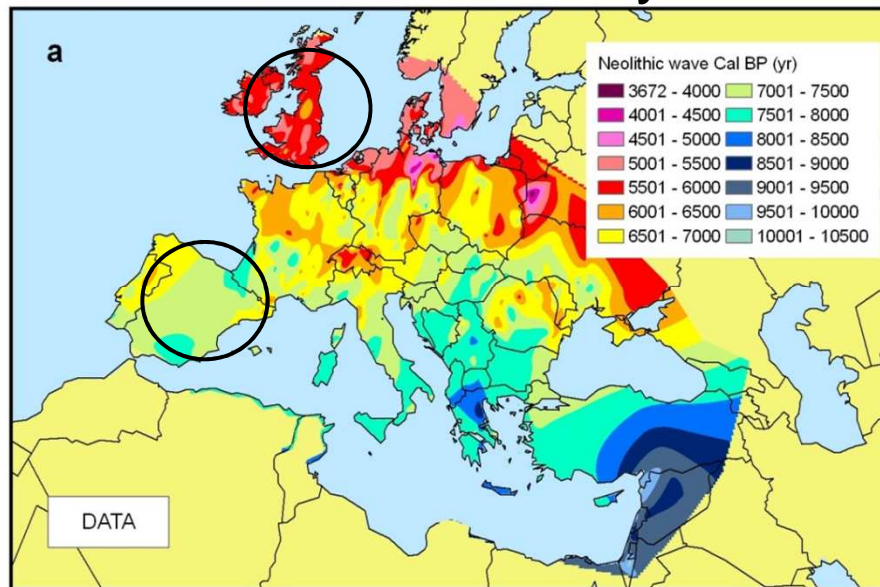 a
Neolithic wave Cal BP (yr)
3672 - 4000 7001 - 7500
4001 - 4500 7501 - 8000
4501 - 5000 8001 - 8500
5001 - 5500 8501 - 9000
5501 - 6000 9001 - 9500
6001 - 6500 9501 - 10000
6501 - 7000 10001 - 10500
DATA